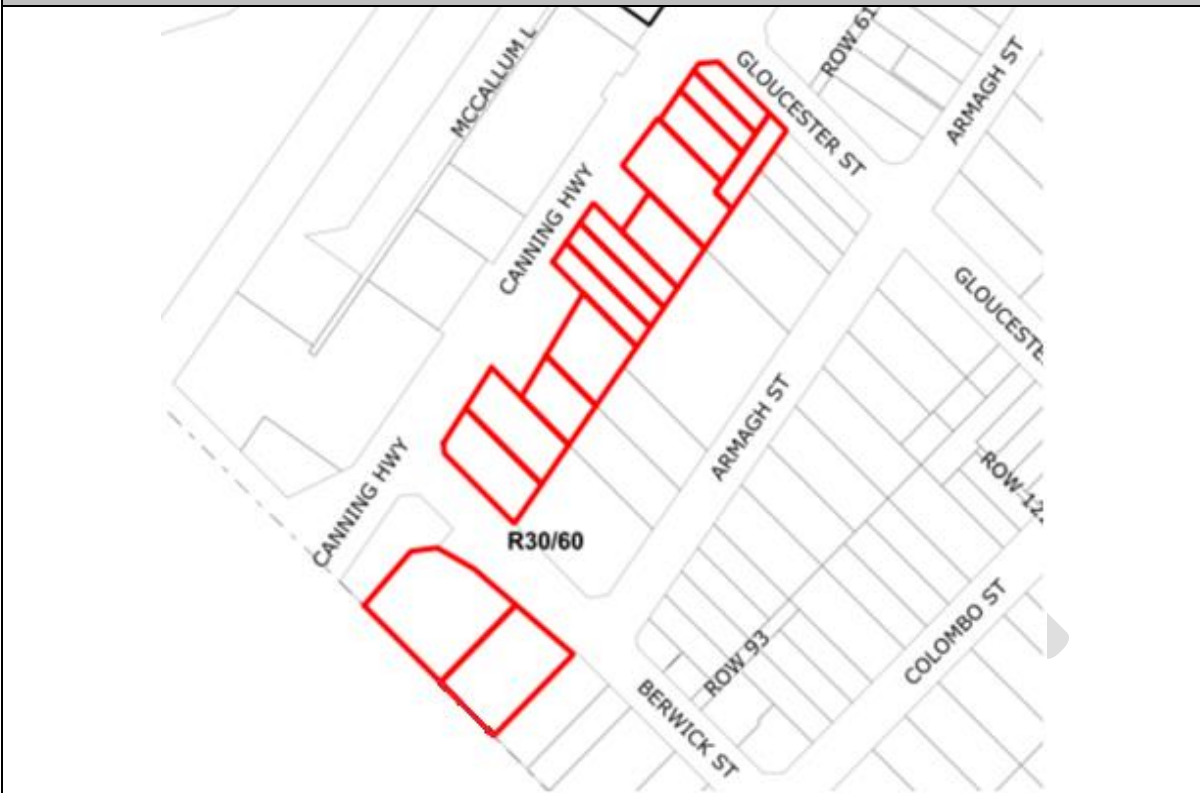 MCCALLUM L
ROW 61
GLOUCESTER ST
ARMAGH ST
CANNING HWY
GLOUCESTE
ARMAGH ST
CANNING HWY
ROW 122
R30/60
COLOMBO ST
ROW 93
BERWICK ST